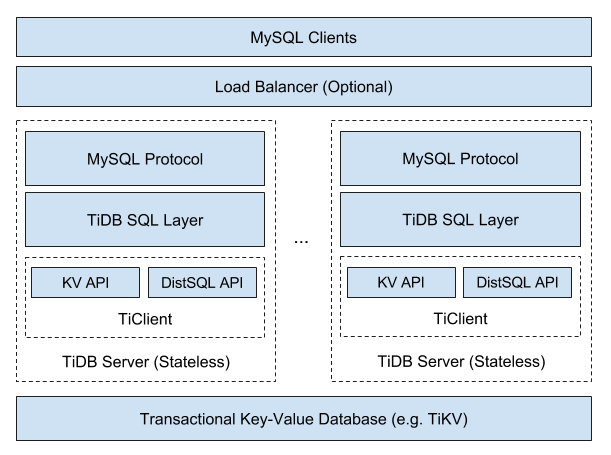 MySQL Clients
Load Balancer (Optional)
MySQL Protocol
TiDB SQL Layer
KV API
DistSQL API
TiClient
TiDB Server (Stateless)
...
MySQL Protocol
TiDB SQL Layer
KV API
DistSQL API
TiClient
TiDB Server (Stateless)
Transactional Key-Value Database (e.g. TiKV)